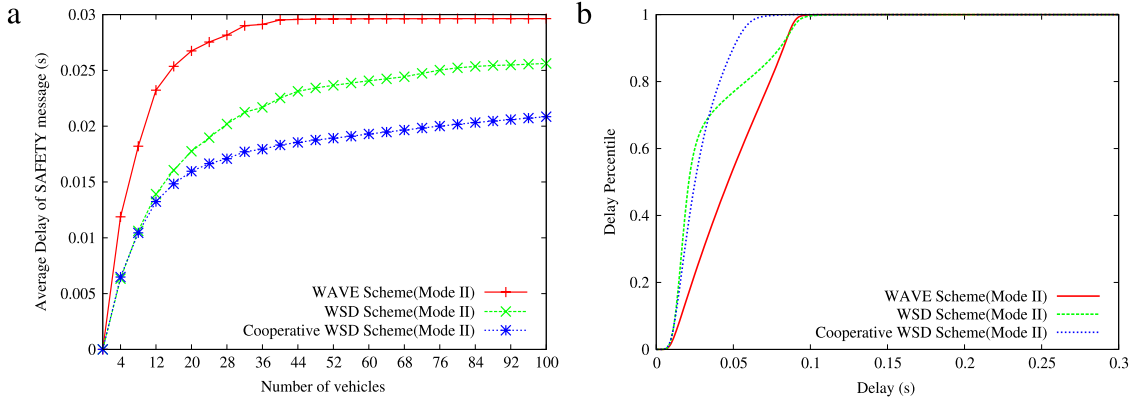 a
Average Delay of SAFETY message (s)
0.03
0.025
0.02
0.015
0.01
0.005
0
4 12 20 28 36 44 52 60 68 76 84 92 100
Number of vehicles
WAVE Scheme(Mode II)
WSD Scheme(Mode II)
Cooperative WSD Scheme(Mode II)
b
Delay Percentile
1
0.8
0.6
0.4
0.2
0
0 0.05 0.1 0.15 0.2 0.25 0.3
Delay (s)
WAVE Scheme(Mode II)
WSD Scheme(Mode II)
Cooperative WSD Scheme(Mode II)